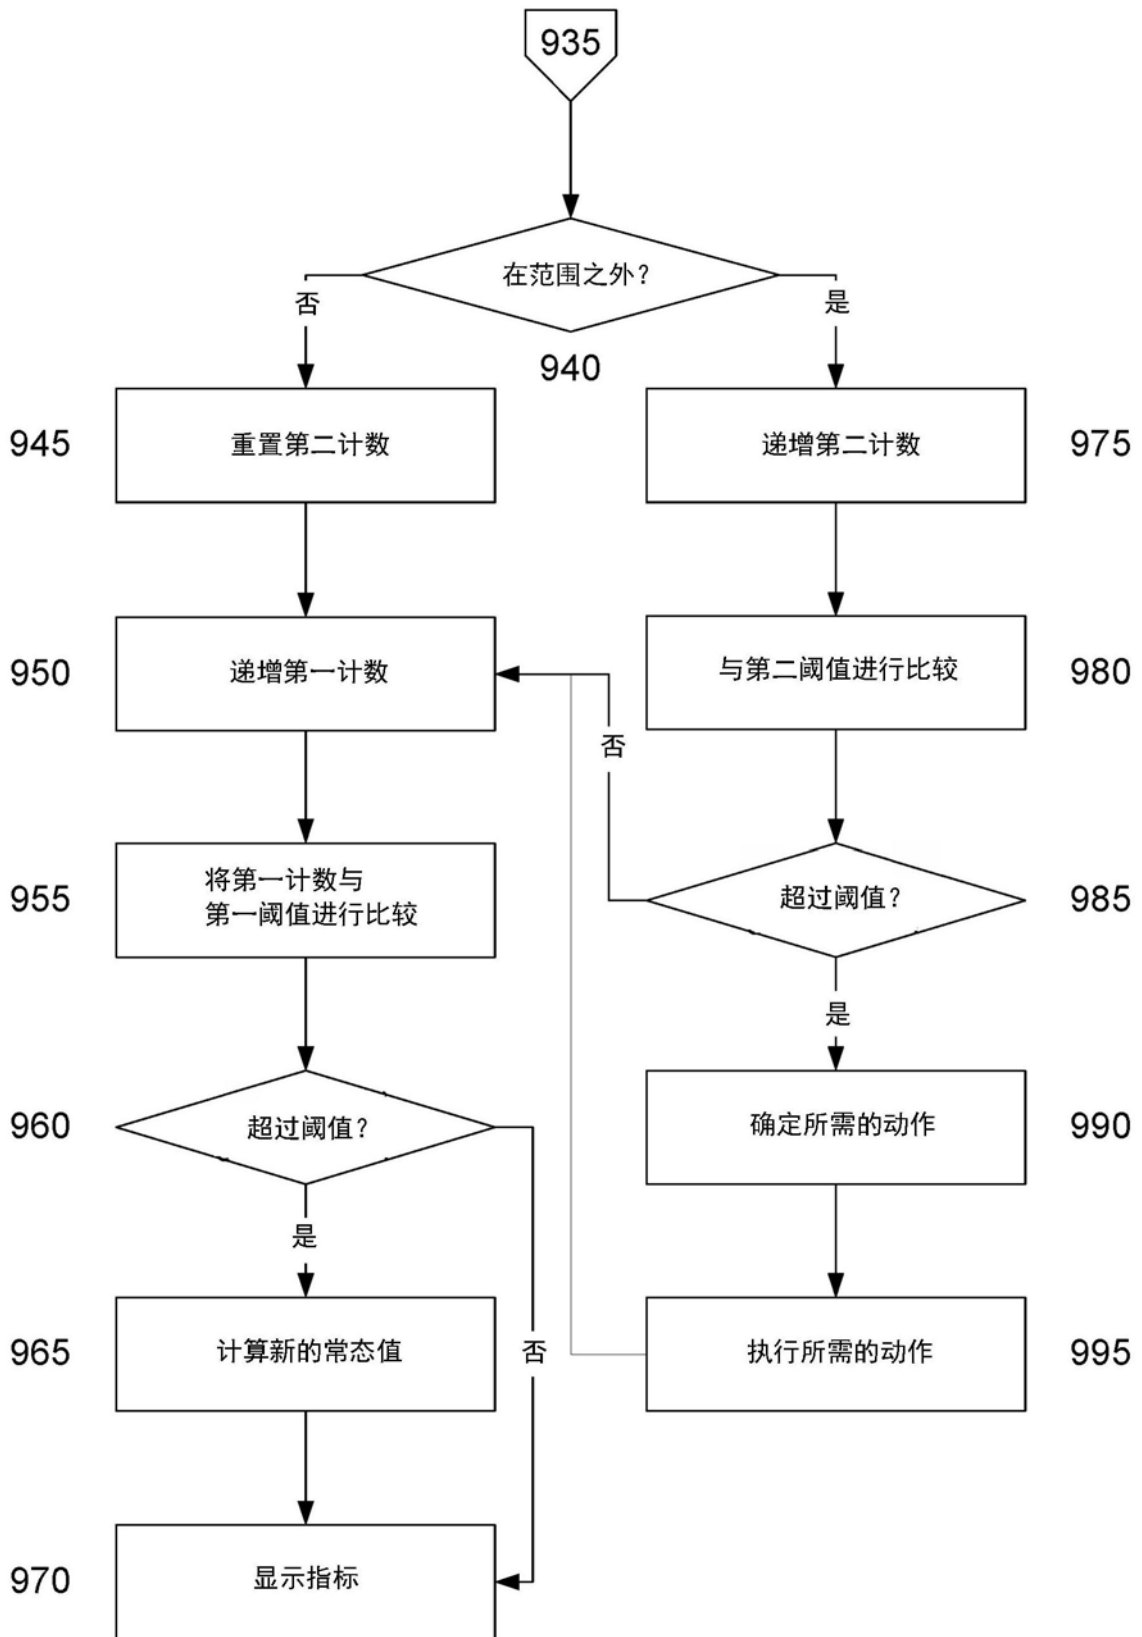 935
在范围之外？
否
是
940
945
重置第二计数
递增第二计数
975
950
递增第一计数
与第二阈值进行比较
980
否
955
将第一计数与
第一阈值进行比较
超过阈值？
985
是
960
超过阈值？
确定所需的动作
990
是
965
计算新的常态值
否
执行所需的动作
995
970
显示指标